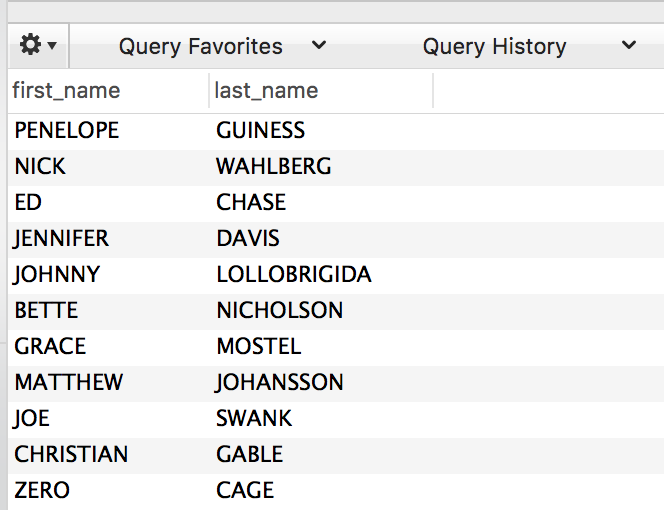 Query Favorites Query History
first_name last_name
PENELOPE GUINESS
NICK WAHLBERG
ED CHASE
JENNIFER DAVIS
JOHNNY LOLLOBRIGIDA
BETTE NICHOLSON
GRACE MOSTEL
MATTHEW JOHANSSON
JOE SWANK
CHRISTIAN GABLE
ZERO CAGE